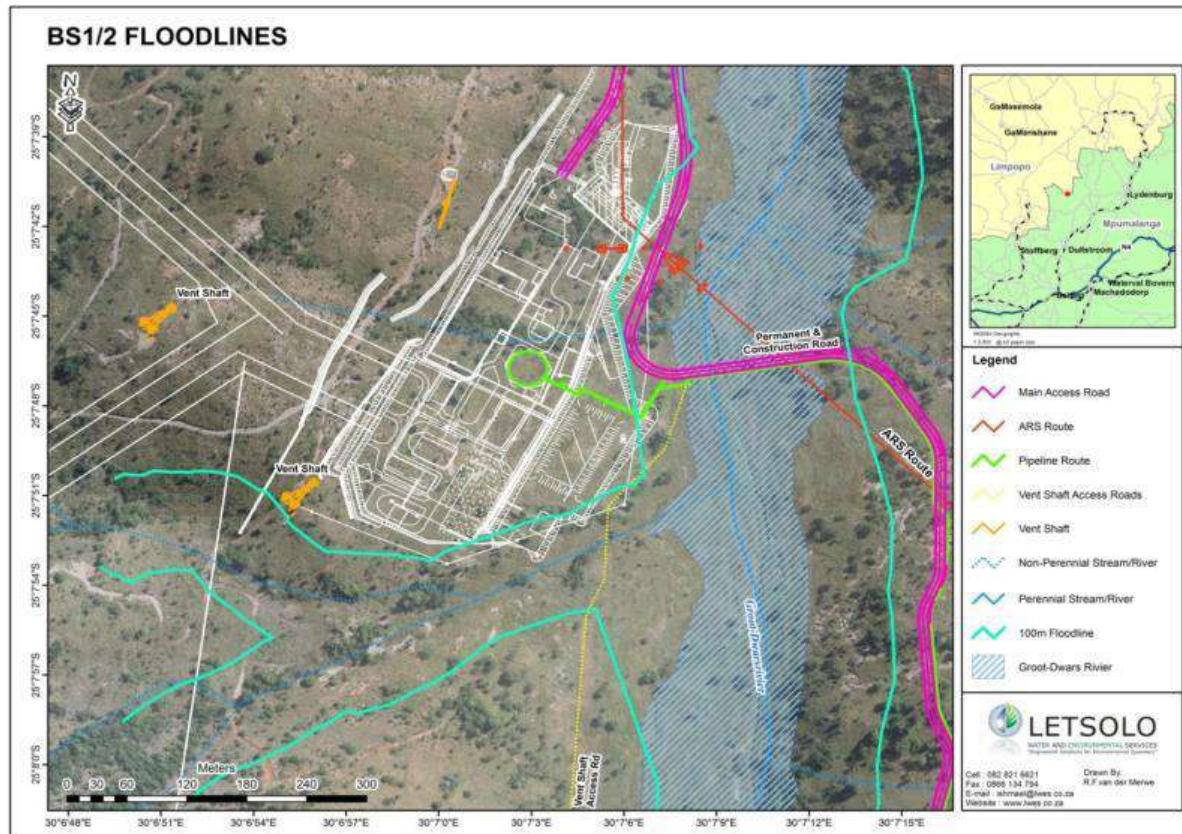 BS1/2 FLOODLINES
N
25°7'39"S
25°7'42"S
25°7'45"S
25°7'48"S
25°7'51"S
25°7'54"S
25°7'57"S
25°8'0"S
Vent Shaft
Vent Shaft
Permanent &
Construction Road
ARS Route
Groot-Dwarsrivier
Vent Shaft
Access Rd
Meters
0 30 60 120 180 240 300
30°6'48"E 30°6'51"E 30°6'54"E 30°6'57"E 30°7'0"E 30°7'3"E 30°7'6"E 30°7'9"E 30°7'12"E 30°7'15"E
GaMasemola
GaMarishane
Limpopo
Lydenburg
Mpumalanga
Stoffberg
Dullstroom
N4
Waterval Boven
Machadodorp
Legend
Main Access Road
ARS Route
Pipeline Route
Vent Shaft Access Roads
Vent Shaft
Non-Perennial Stream/River
Perennial Stream/River
100m Floodline
Groot-Dwars Rivier
LETSOLO
WATER AND ENVIRONMENTAL SERVICES
Cell : 082 821 6621
Fax : 0866 134 794
E-mail : ishmael@lwes.co.za
Website : www.lwes.co.za
Drawn By:
R.F van der Merwe